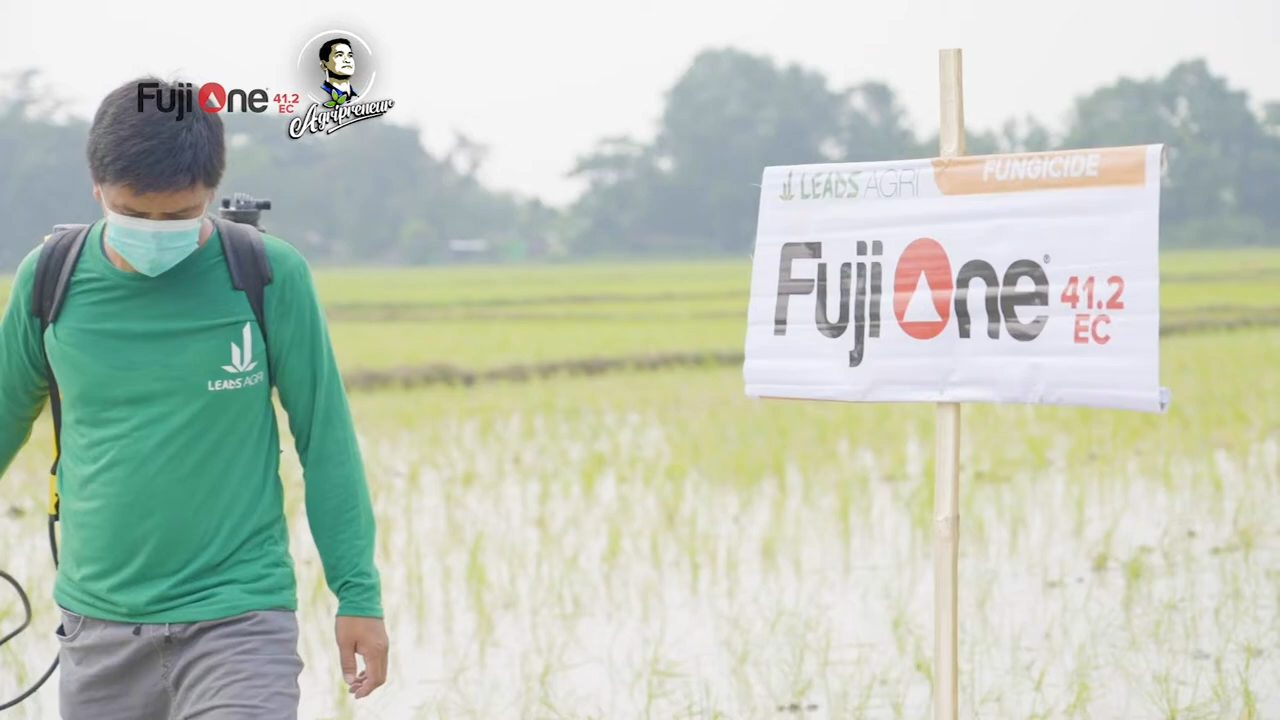 FujiOne 41.2
EC
Agripreneur
LEADS AGRI
FUNGICIDE
FujiOne® 41.2
EC
LEADS AGRI